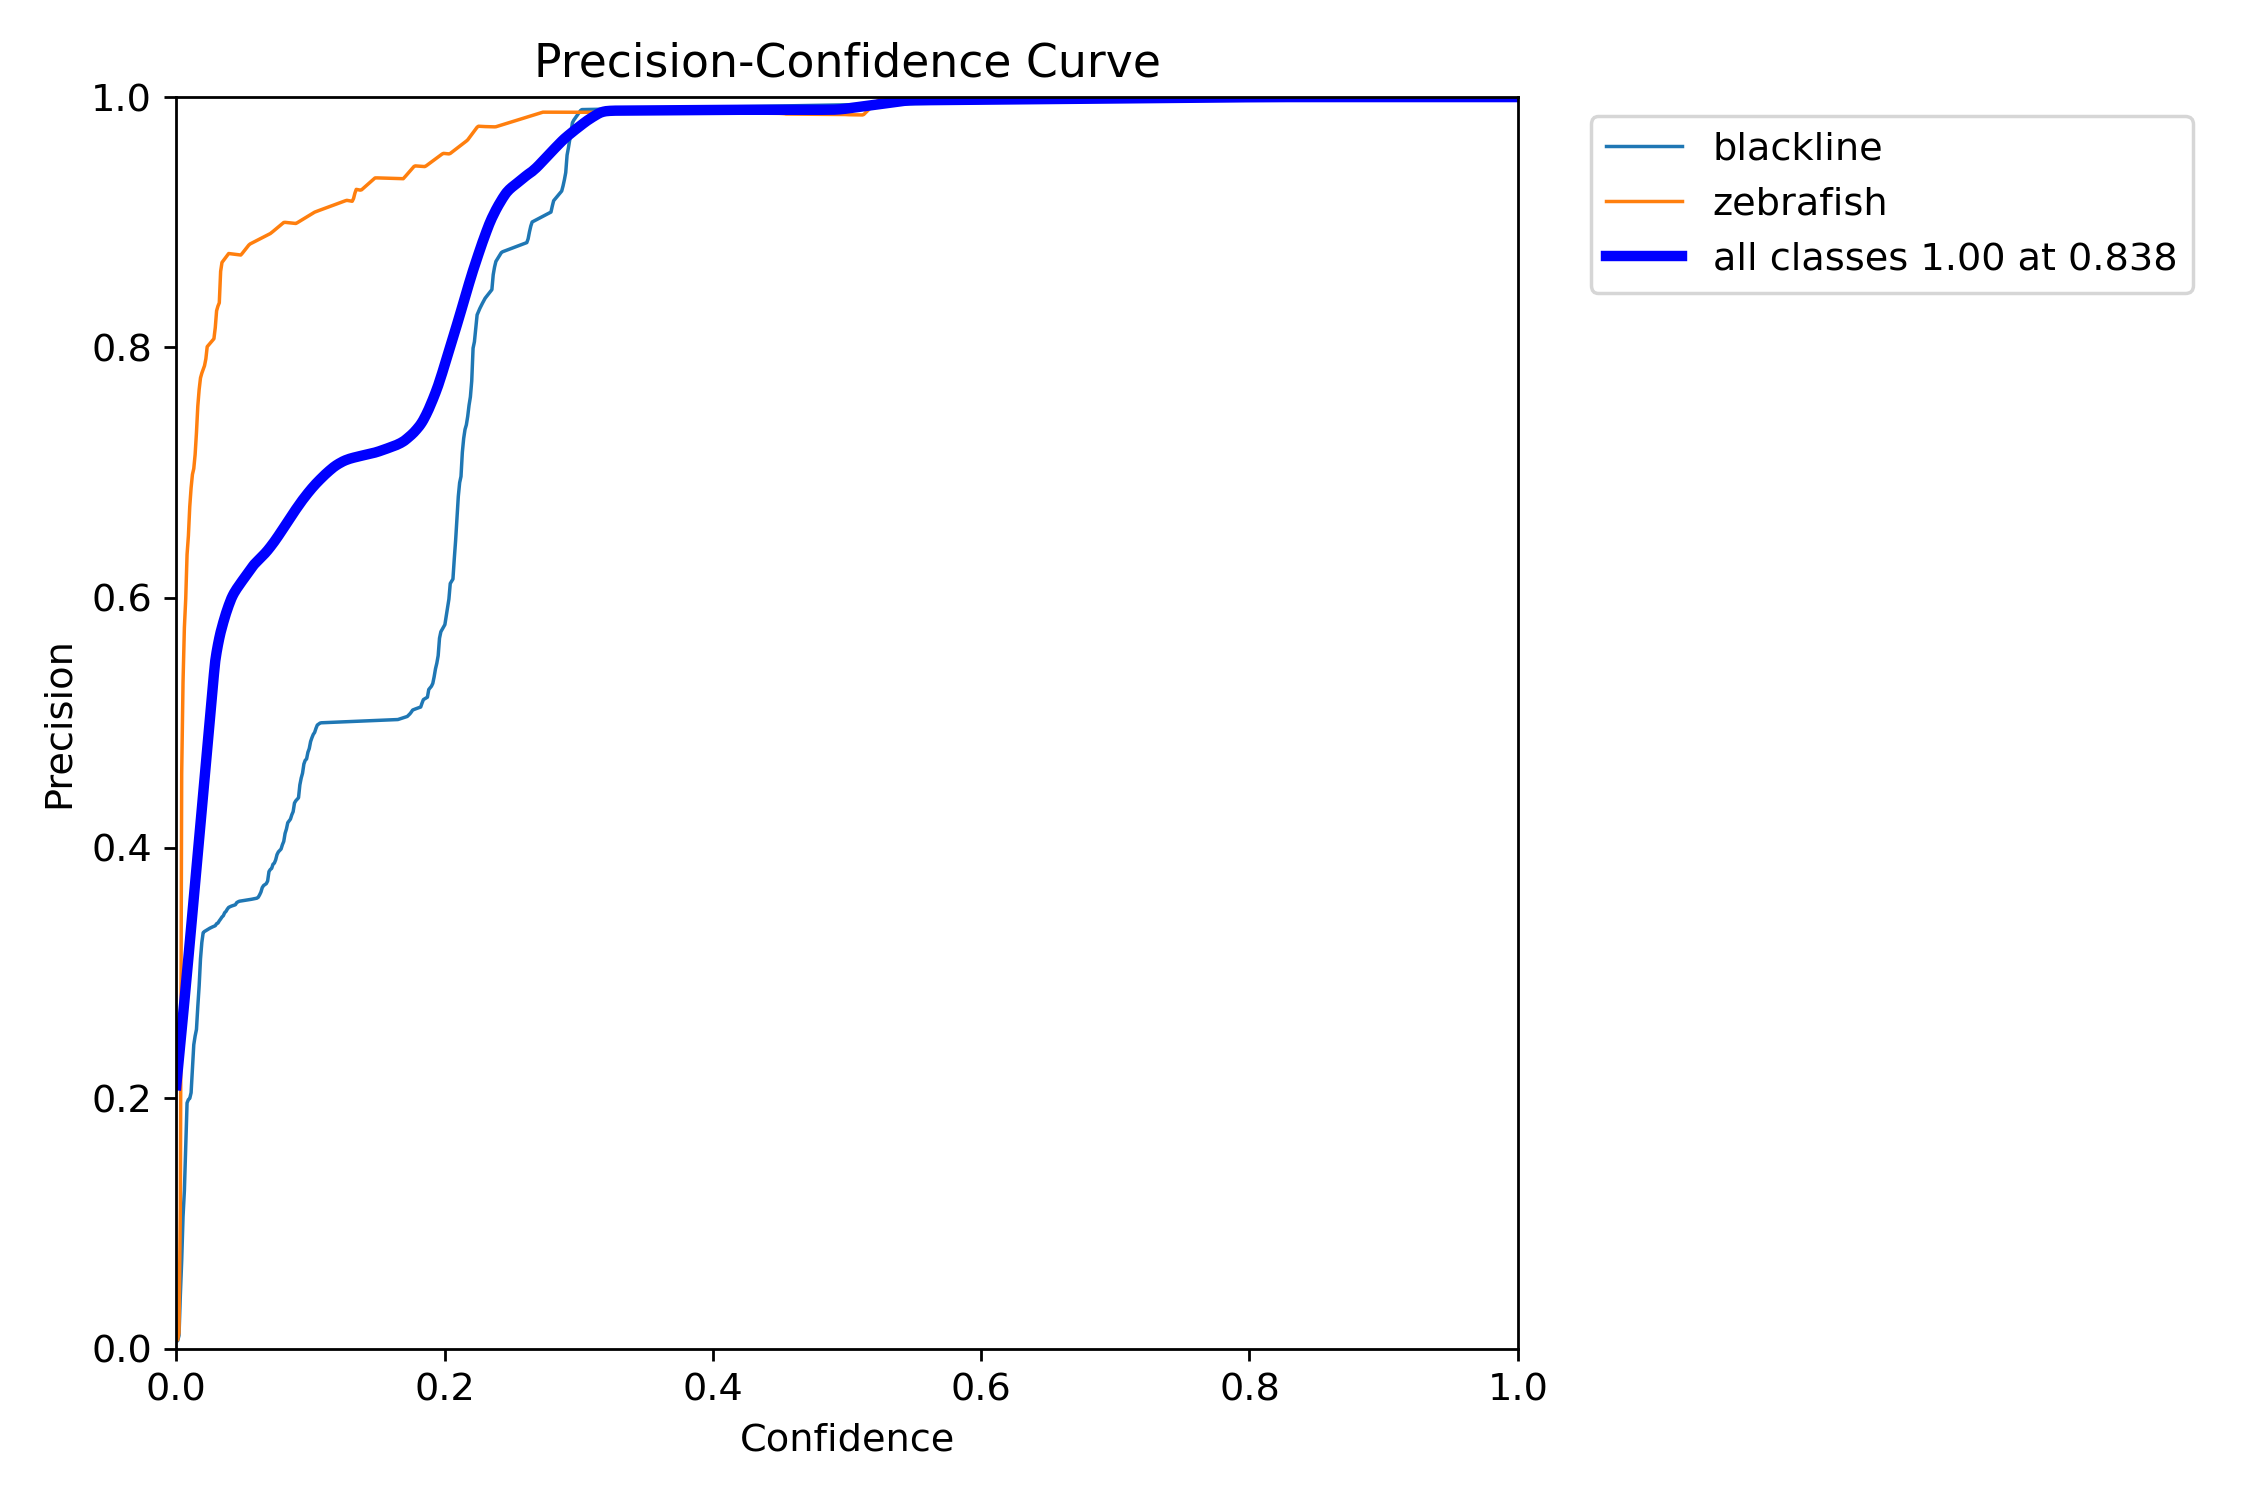 Precision-Confidence Curve
1.0
0.8
0.6
0.4
0.2
0.0
Precision
0.0 0.2 0.4 0.6 0.8 1.0
Confidence
blackline
zebrafish
all classes 1.00 at 0.838